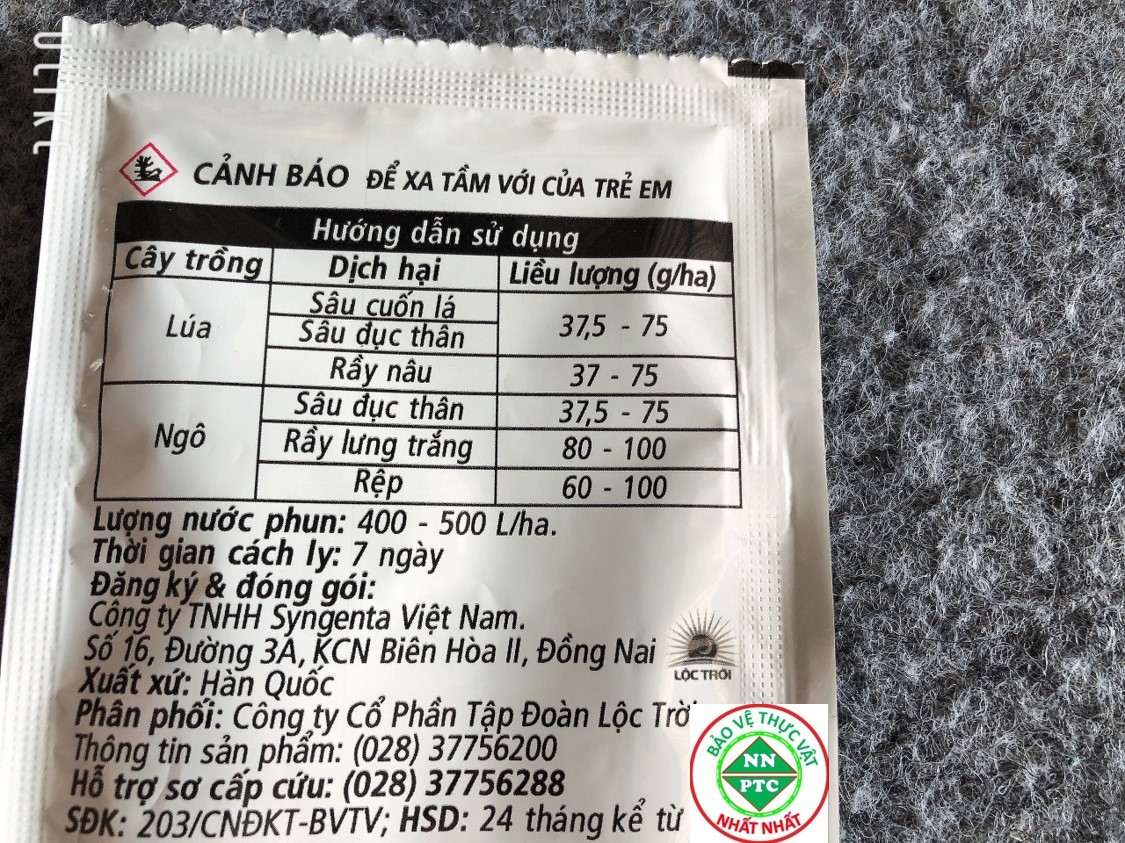 ULIKE
CẢNH BÁO ĐỂ XA TẦM VỚI CỦA TRẺ EM
Hướng dẫn sử dụng
Cây trồng Dịch hại Liều lượng (g/ha)
Lúa
Sâu cuốn lá
Sâu đục thân
37,5 - 75
Rầy nâu 37 - 75
Ngô
Sâu đục thân 37,5 - 75
Rầy lưng trắng 80 - 100
Rệp 60 - 100
Lượng nước phun: 400 - 500 L/ha.
Thời gian cách ly: 7 ngày
Đăng ký & đóng gói:
Công ty TNHH Syngenta Việt Nam.
Số 16, Đường 3A, KCN Biên Hòa II, Đồng Nai
LỘC TRỜI
Xuất xứ: Hàn Quốc
Phân phối: Công ty Cổ Phần Tập Đoàn Lộc Trời
Thông tin sản phẩm: (028) 37756200
Hỗ trợ sơ cấp cứu: (028) 37756288
SĐK: 203/CNĐKT-BVTV; HSD: 24 tháng kể từ
BẢO VỆ THỰC VẬT
NN
PTC
NHẤT NHẤT